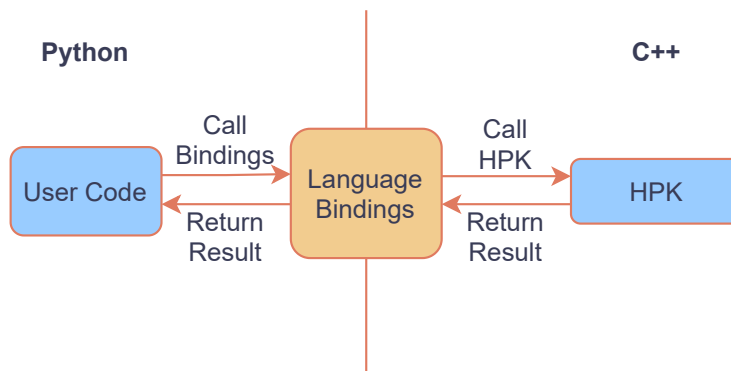 Python
C++
Call
Bindings
Call
HPK
User Code
Language
Bindings
HPK
Return
Result
Return
Result